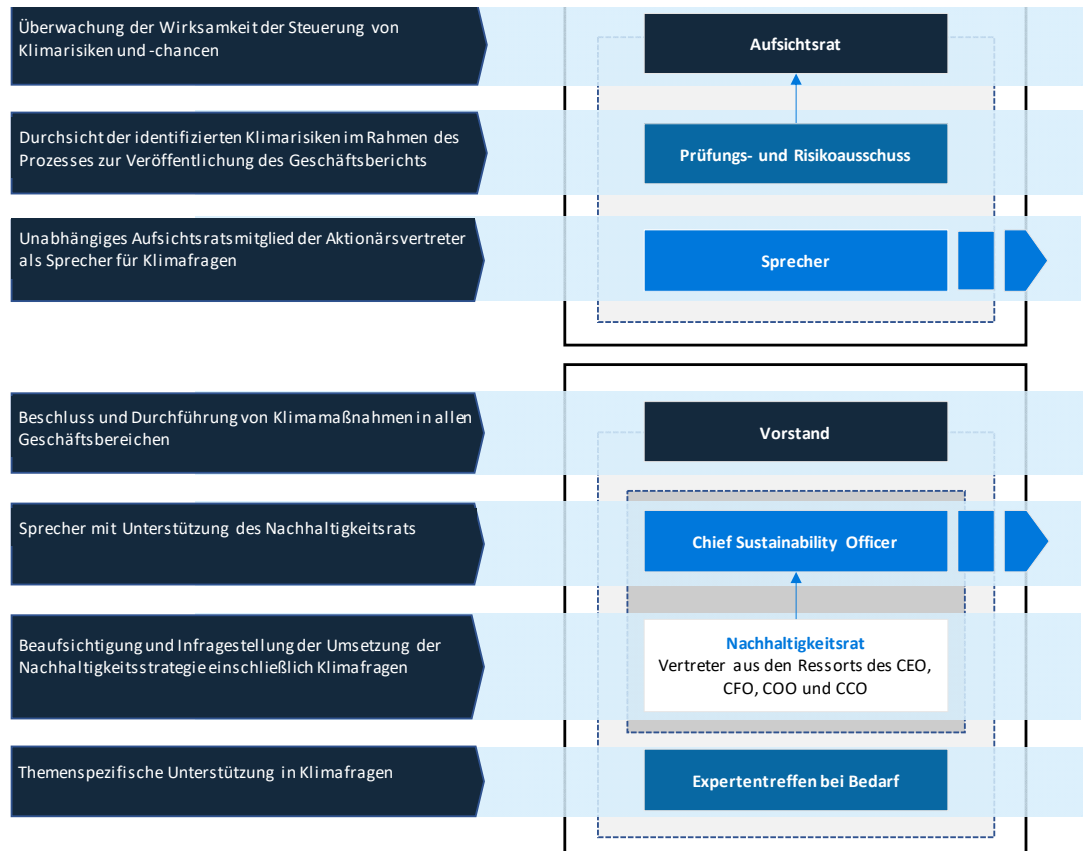 Überwachung der Wirksamkeit der Steuerung von
Klimarisiken und -chancen
Aufsichtsrat
Durchsicht der identifizierten Klimarisiken im Rahmen des
Prozesses zur Veröffentlichung des Geschäftsberichts
Prüfungs- und Risikoausschuss
Unabhängiges Aufsichtsratsmitglied der Aktionärsvertreter
als Sprecher für Klimafragen
Sprecher
Beschluss und Durchführung von Klimamaßnahmen in allen
Geschäftsbereichen
Vorstand
Sprecher mit Unterstützung des Nachhaltigkeitsrats
Chief Sustainability Officer
Beaufsichtigung und Infragestellung der Umsetzung der
Nachhaltigkeitsstrategie einschließlich Klimafragen
Nachhaltigkeitsrat
Vertreter aus den Ressorts des CEO,
CFO, COO und CCO
Themenspezifische Unterstützung in Klimafragen
Expertentreffen bei Bedarf